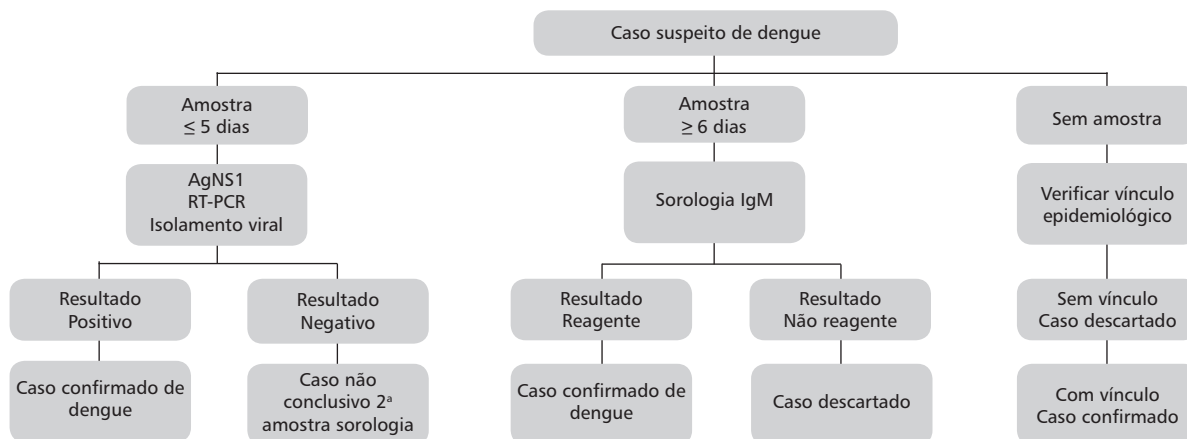 Caso suspeito de dengue
Amostra
≤ 5 dias
Amostra
≥ 6 dias
Sem amostra
AgNS1
RT-PCR
Isolamento viral
Sorologia IgM
Verificar vínculo
epidemiológico
Resultado
Positivo
Resultado
Negativo
Resultado
Reagente
Resultado
Não reagente
Sem vínculo
Caso descartado
Caso confirmado de
dengue
Caso não
conclusivo 2ª
amostra sorologia
Caso confirmado de
dengue
Caso descartado
Com vínculo
Caso confirmado